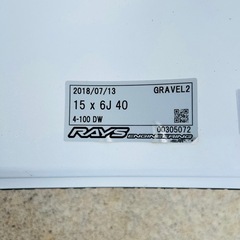 2018/07/13 GRAVEL2
15 x 6J 40
4-100 DW
RAYS ENGINEERING 00305072